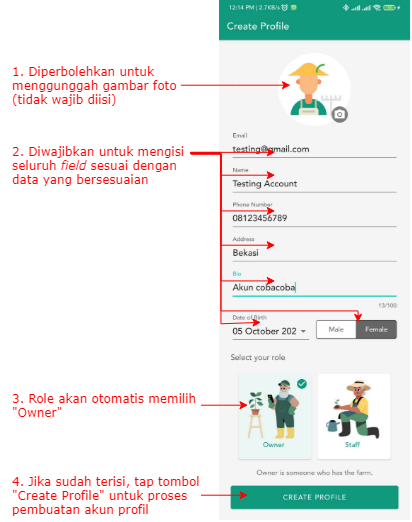 12:14 PM | 2.7KB/s
Create Profile
1. Diperbolehkan untuk
menggunggah gambar foto
(tidak wajib diisi)
Email
testing@gmail.com
2. Diwajibkan untuk mengisi
seluruh field sesuai dengan
data yang bersesuaian
Name
Testing Account
Phone Number
08123456789
Address
Bekasi
Bio
Akun cobacoba
13/100
Date of Birth
05 October 202
Male
Female
Select your role
3. Role akan otomatis memilih
"Owner"
Owner
Staff
Owner is someone who has the farm.
4. Jika sudah terisi, tap tombol
"Create Profile" untuk proses
pembuatan akun profil
CREATE PROFILE